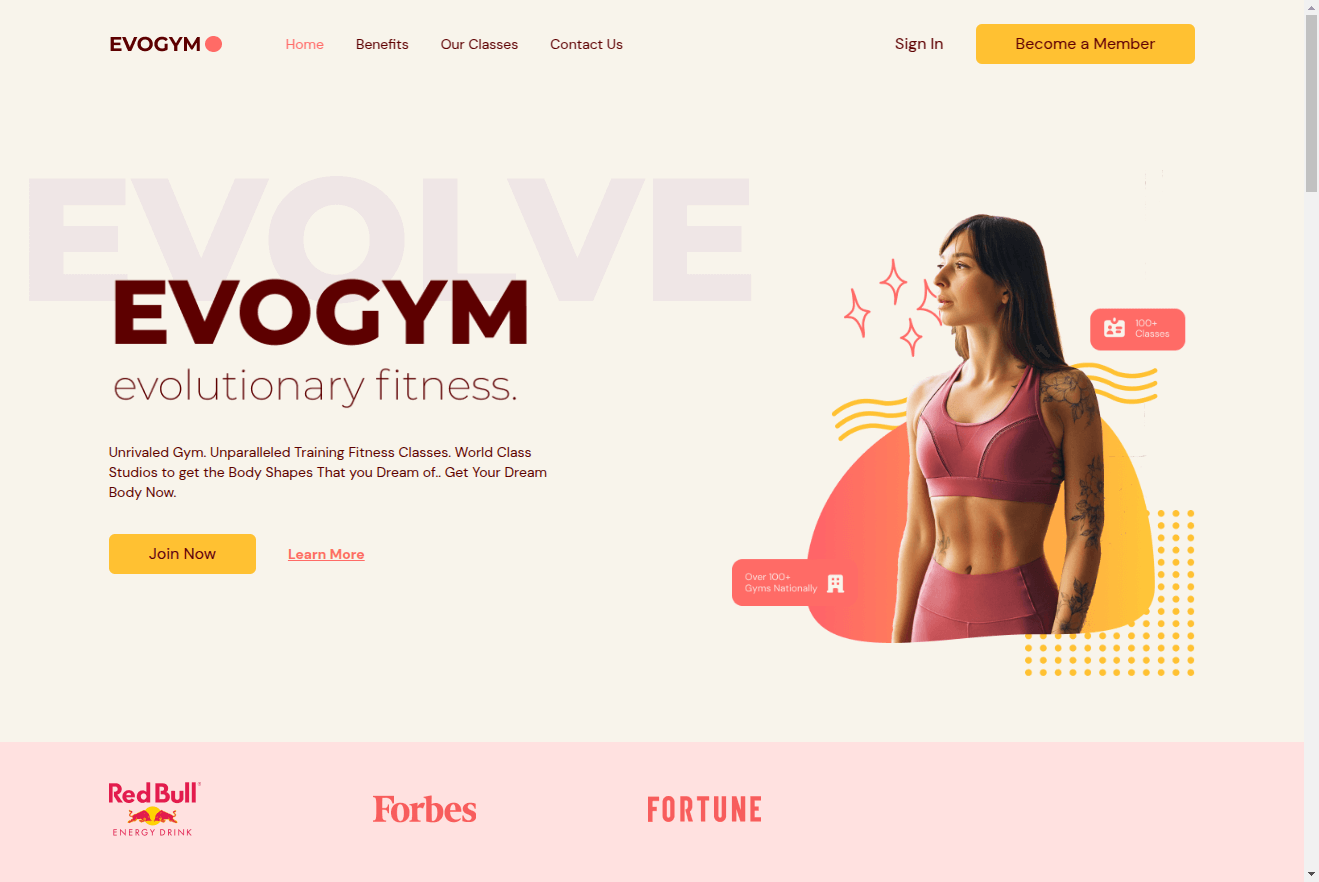 EVOGYM
Home
Benefits
Our Classes
Contact Us
Sign In
Become a Member
EVOLVE
EVOGYM
evolutionary fitness.
100+
Classes
Unrivaled Gym. Unparalleled Training Fitness Classes. World Class
Studios to get the Body Shapes That you Dream of.. Get Your Dream
Body Now.
Join Now
Learn More
Over 100+
Gyms Nationally
Red Bull
ENERGY DRINK
Forbes
FORTUNE